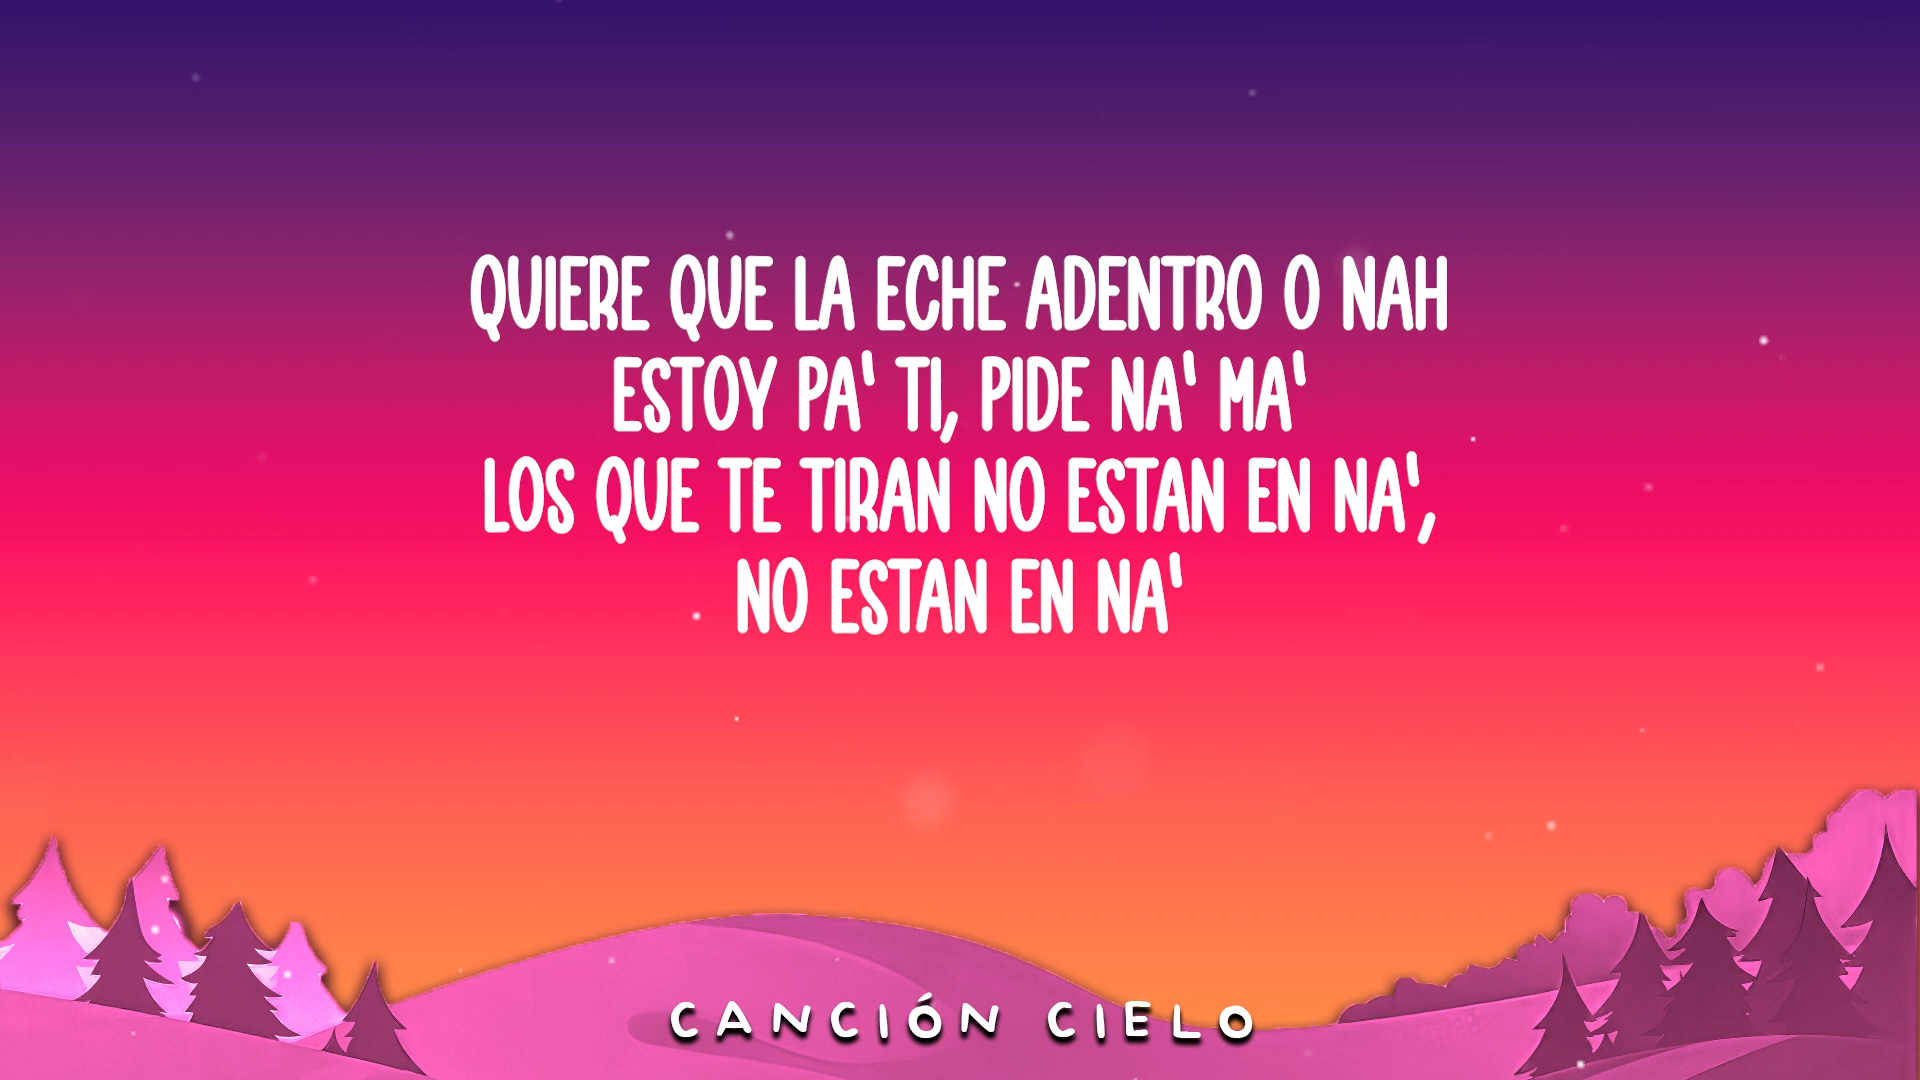 QUIERE QUE LA ECHE ADENTRO O NAH
ESTOY PA' TI, PIDE NA' MA'
LOS QUE TE TIRAN NO ESTAN EN NA',
NO ESTAN EN NA'
CANCIÓN CIELO